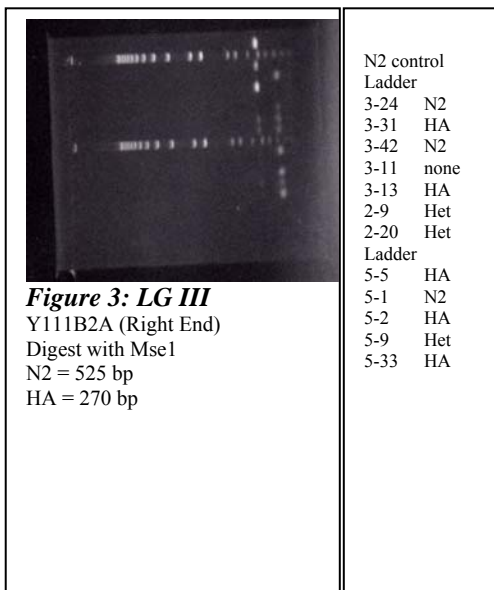 Figure 3: LG III
Y111B2A (Right End)
Digest with Mse1
N2 = 525 bp
HA = 270 bp
N2 control
Ladder
3-24 N2
3-31 HA
3-42 N2
3-11 none
3-13 HA
2-9 Het
2-20 Het
Ladder
5-5 HA
5-1 N2
5-2 HA
5-9 Het
5-33 HA